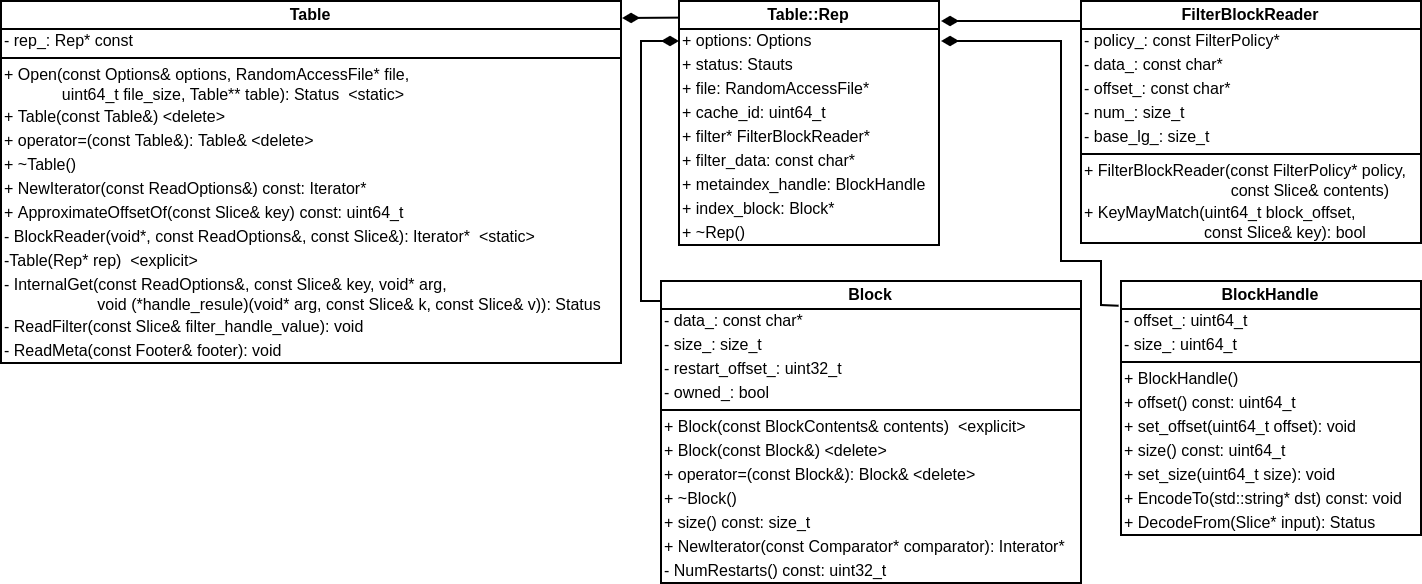 Table
- rep_: Rep* const
+ Open(const Options& options, RandomAccessFile* file,
uint64_t file_size, Table** table): Status  <static>
+ Table(const Table&) <delete>
+ operator=(const Table&): Table& <delete>
+ ~Table()
+ NewIterator(const ReadOptions&) const: Iterator*
+ ApproximateOffsetOf(const Slice& key) const: uint64_t
- BlockReader(void*, const ReadOptions&, const Slice&): Iterator*  <static>
-Table(Rep* rep)  <explicit>
- InternalGet(const ReadOptions&, const Slice& key, void* arg,
void (*handle_resule)(void* arg, const Slice& k, const Slice& v)): Status
- ReadFilter(const Slice& filter_handle_value): void
- ReadMeta(const Footer& footer): void
Table::Rep
+ options: Options
+ status: Stauts
+ file: RandomAccessFile*
+ cache_id: uint64_t
+ filter* FilterBlockReader*
+ filter_data: const char*
+ metaindex_handle: BlockHandle
+ index_block: Block*
+ ~Rep()
FilterBlockReader
- policy_: const FilterPolicy*
- data_: const char*
- offset_: const char*
- num_: size_t
- base_lg_: size_t
+ FilterBlockReader(const FilterPolicy* policy,
const Slice& contents)
+ KeyMayMatch(uint64_t block_offset,
const Slice& key): bool
Block
- data_: const char*
- size_: size_t
- restart_offset_: uint32_t
- owned_: bool
+ Block(const BlockContents& contents)  <explicit>
+ Block(const Block&) <delete>
+ operator=(const Block&): Block& <delete>
+ ~Block()
+ size() const: size_t
+ NewIterator(const Comparator* comparator): Interator*
- NumRestarts() const: uint32_t
BlockHandle
- offset_: uint64_t
- size_: uint64_t
+ BlockHandle()
+ offset() const: uint64_t
+ set_offset(uint64_t offset): void
+ size() const: uint64_t
+ set_size(uint64_t size): void
+ EncodeTo(std::string* dst) const: void
+ DecodeFrom(Slice* input): Status